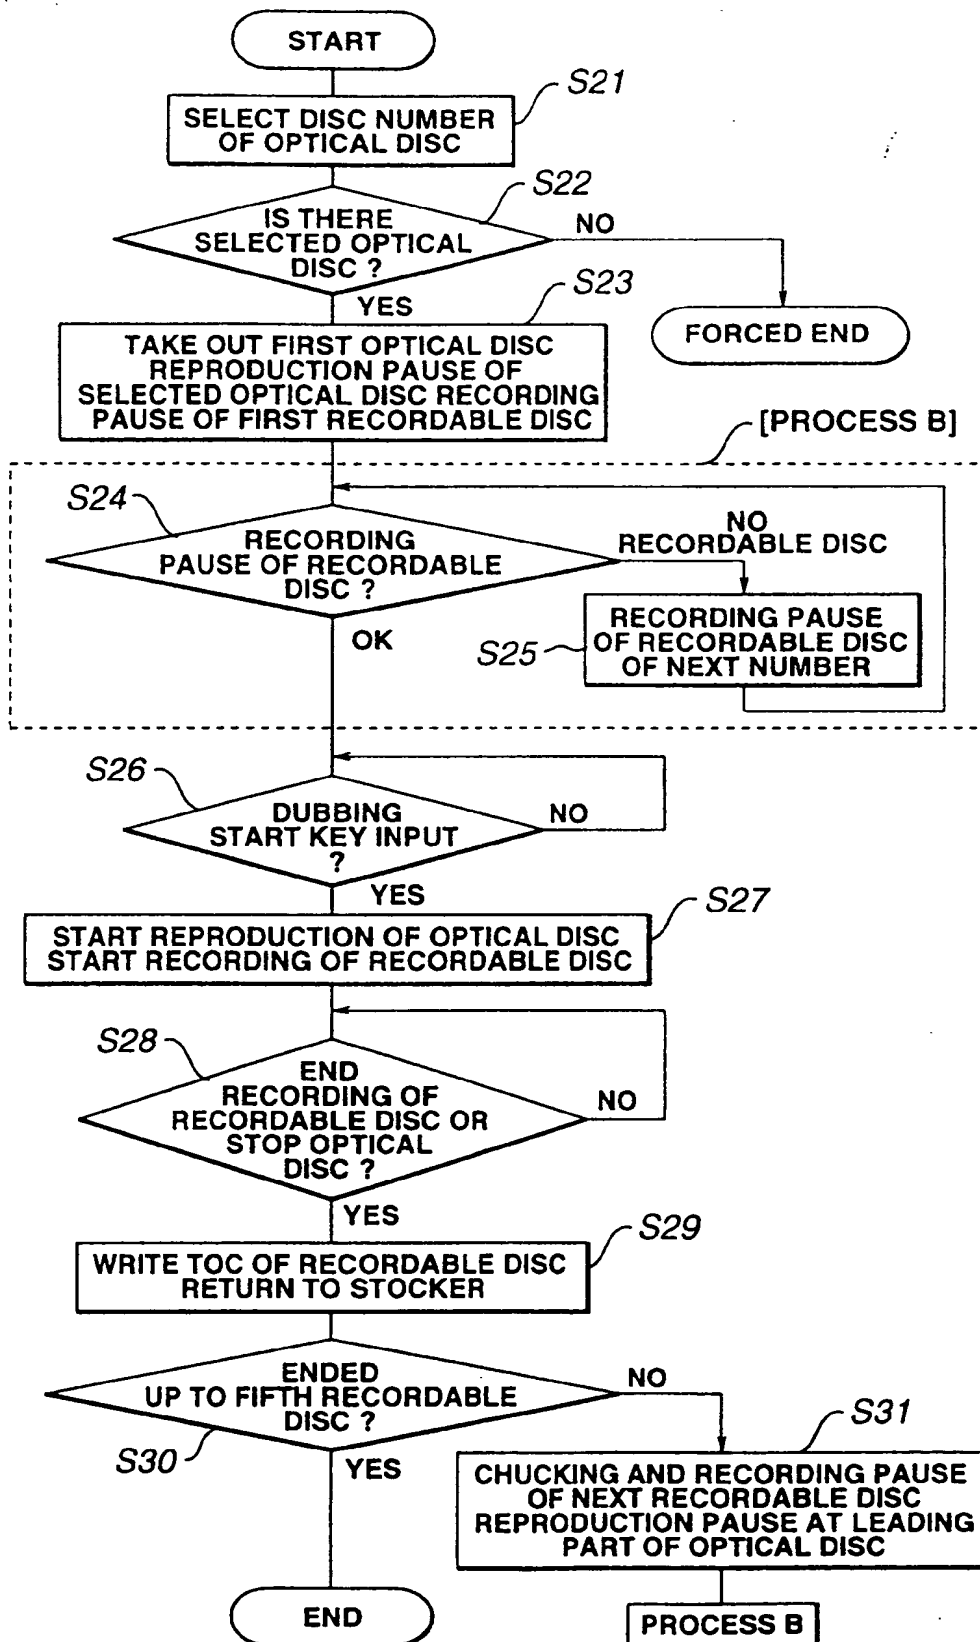 START
S21
SELECT DISC NUMBER
OF OPTICAL DISC
S22
IS THERE
SELECTED OPTICAL
DISC ?
NO
YES
S23
FORCED END
TAKE OUT FIRST OPTICAL DISC
REPRODUCTION PAUSE OF
SELECTED OPTICAL DISC RECORDING
PAUSE OF FIRST RECORDABLE DISC
[PROCESS B]
S24
RECORDING
PAUSE OF RECORDABLE
DISC ?
NO
RECORDABLE DISC
OK
S25
RECORDING PAUSE
OF RECORDABLE DISC
OF NEXT NUMBER
S26
DUBBING
START KEY INPUT
?
NO
YES
S27
START REPRODUCTION OF OPTICAL DISC
START RECORDING OF RECORDABLE DISC
S28
END
RECORDING OF
RECORDABLE DISC OR
STOP OPTICAL
DISC ?
NO
YES
S29
WRITE TOC OF RECORDABLE DISC
RETURN TO STOCKER
ENDED
UP TO FIFTH RECORDABLE
DISC ?
NO
S30
YES
S31
CHUCKING AND RECORDING PAUSE
OF NEXT RECORDABLE DISC
REPRODUCTION PAUSE AT LEADING
PART OF OPTICAL DISC
END
PROCESS B